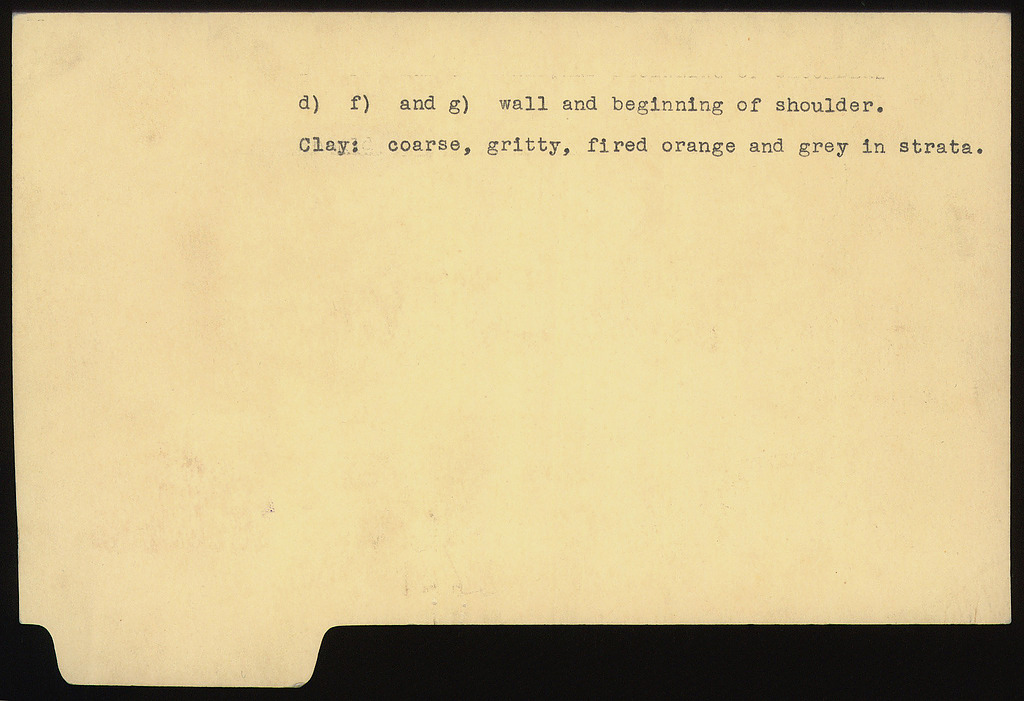 d) f) and g) wall and beginning of shoulder.
Clay: coarse, gritty, fired orange and grey in strata.